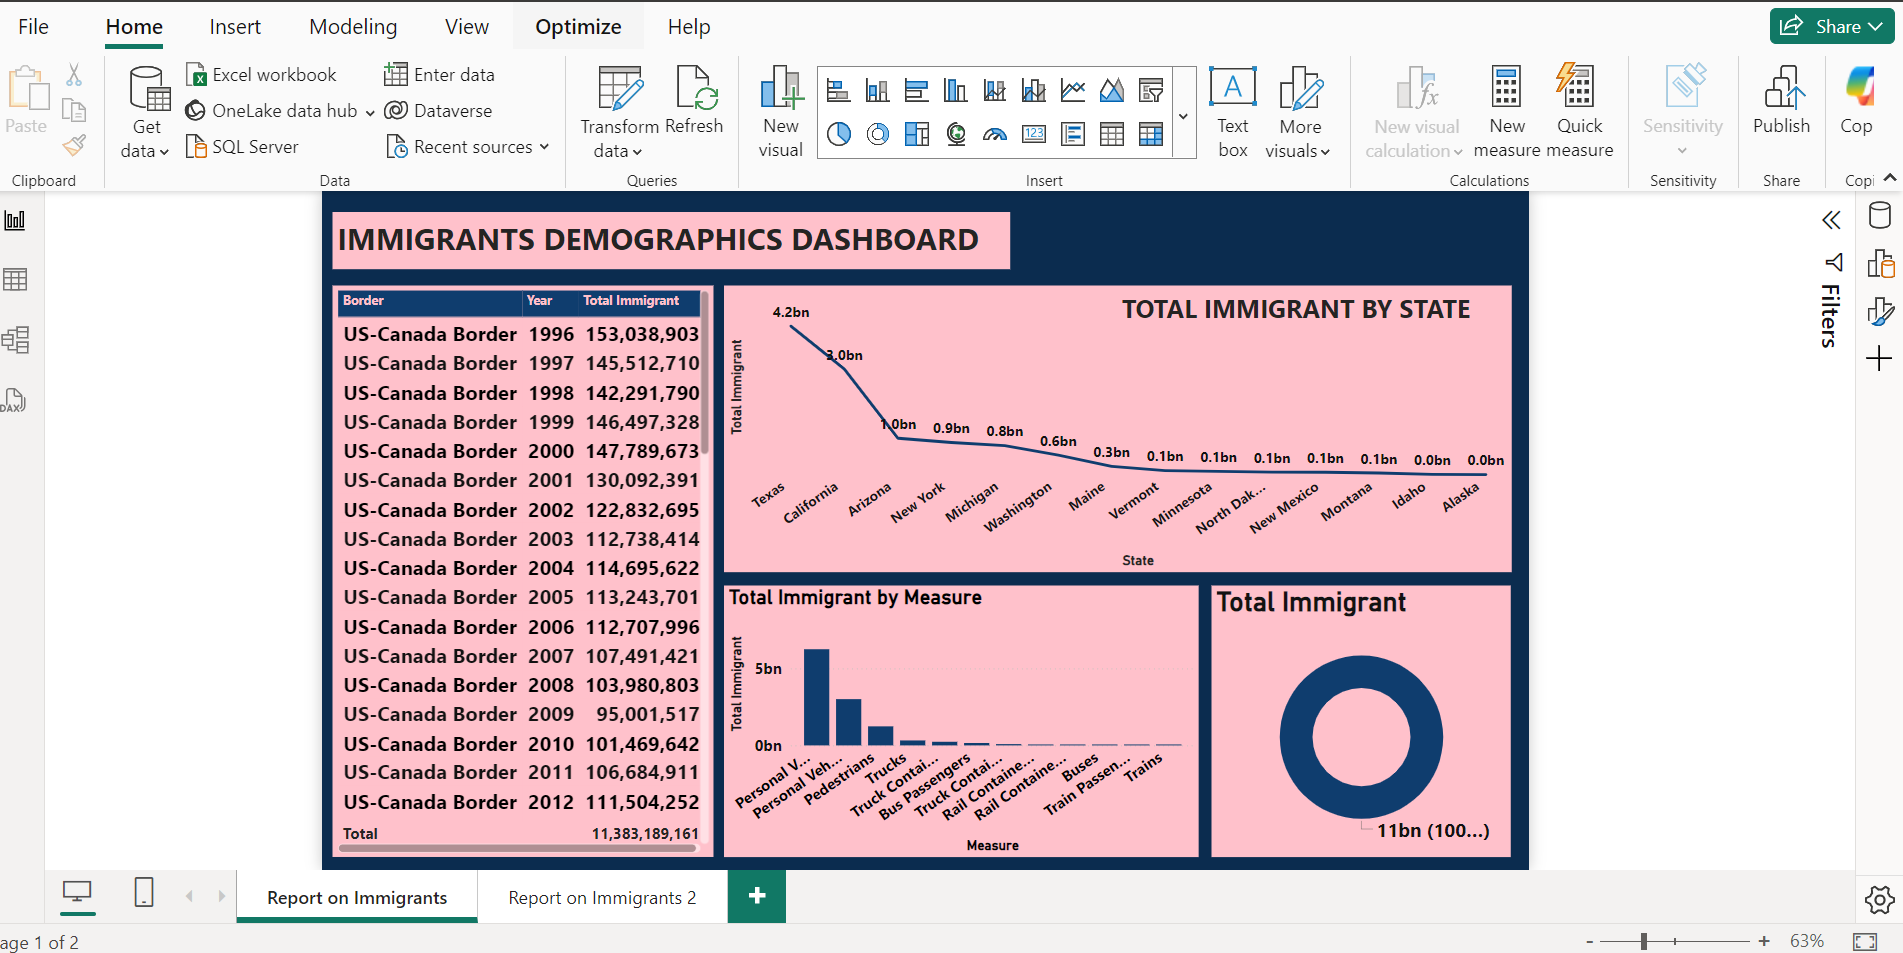 File Home Insert Modeling View Optimize Help Share
Paste
Clipboard
Get data
Excel workbook
OneLake data hub
SQL Server
Enter data
Dataverse
Recent sources
Data
Transform data
Refresh
Queries
New visual
123
A
Text box
More visuals
Insert
New visual calculation
New measure
Quick measure
Calculations
Sensitivity
Sensitivity
Publish
Share
Cop
Copi
DAX
IMMIGRANTS DEMOGRAPHICS DASHBOARD
Border Year Total Immigrant
US-Canada Border 1996 153,038,903
US-Canada Border 1997 145,512,710
US-Canada Border 1998 142,291,790
US-Canada Border 1999 146,497,328
US-Canada Border 2000 147,789,673
US-Canada Border 2001 130,092,391
US-Canada Border 2002 122,832,695
US-Canada Border 2003 112,738,414
US-Canada Border 2004 114,695,622
US-Canada Border 2005 113,243,701
US-Canada Border 2006 112,707,996
US-Canada Border 2007 107,491,421
US-Canada Border 2008 103,980,803
US-Canada Border 2009 95,001,517
US-Canada Border 2010 101,469,642
US-Canada Border 2011 106,684,911
US-Canada Border 2012 111,504,252
Total 11,383,189,161
TOTAL IMMIGRANT BY STATE
Total Immigrant
4.2bn 3.0bn 1.0bn 0.9bn 0.8bn 0.6bn 0.3bn 0.1bn 0.1bn 0.1bn 0.1bn 0.1bn 0.0bn 0.0bn
Texas California Arizona New York Michigan Washington Maine Vermont Minnesota North Dak... New Mexico Montana Idaho Alaska
State
Total Immigrant by Measure
Total Immigrant
5bn
0bn
Personal V... Personal Veh... Pedestrians Trucks Truck Contai... Bus Passengers Truck Contai... Rail Containe... Rail Containe... Buses Train Passen... Trains
Measure
Total Immigrant
11bn (100...)
Filters
Report on Immigrants Report on Immigrants 2 +
age 1 of 2
- + 63%